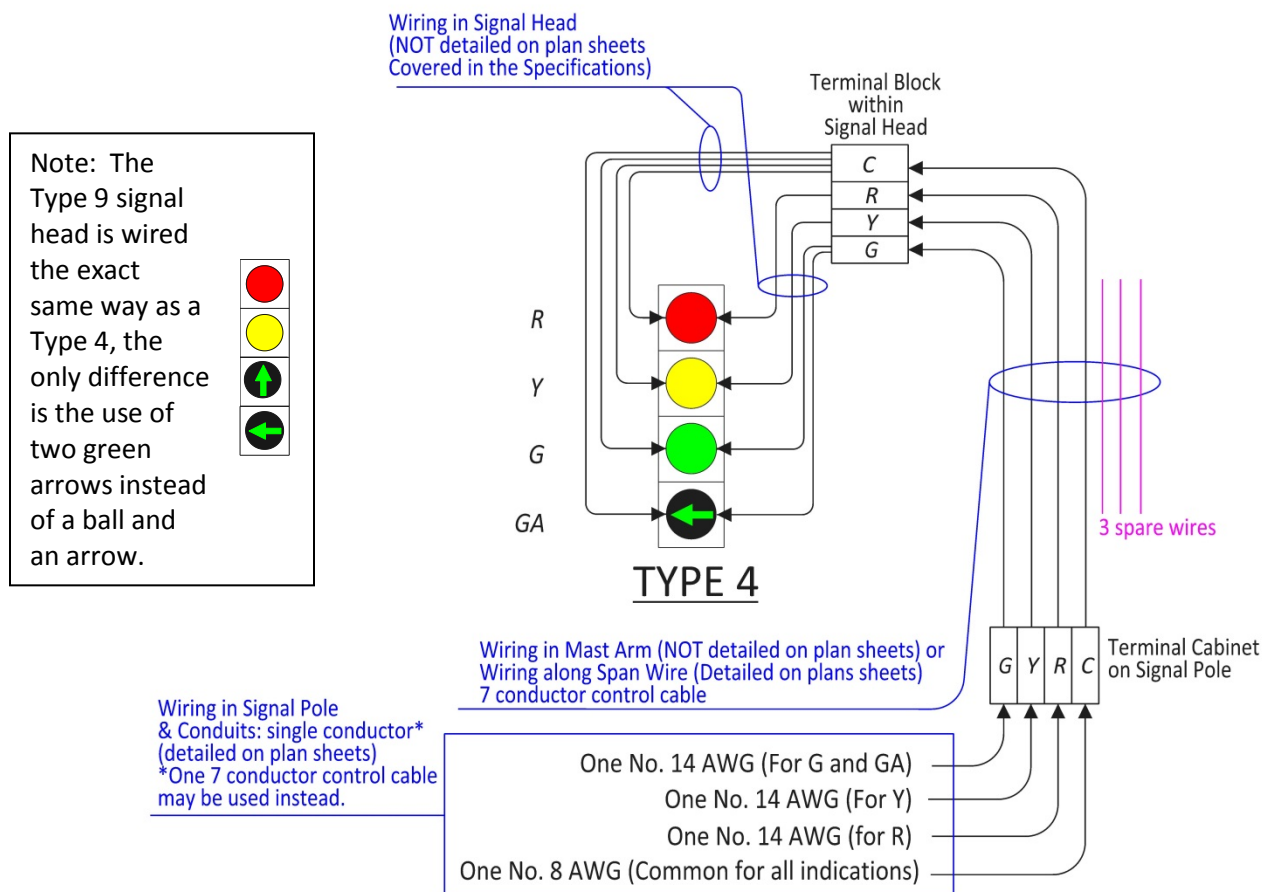 Wiring in Signal Head
(NOT detailed on plan sheets
Covered in the Specifications)
Terminal Block
within
Signal Head
C
R
Y
G
Note: The
Type 9 signal
head is wired
the exact
same way as a
Type 4, the
only difference
is the use of
two green
arrows instead
of a ball and
an arrow.
R
Y
G
GA
TYPE 4
3 spare wires
Wiring in Mast Arm (NOT detailed on plan sheets) or
Wiring along Span Wire (Detailed on plans sheets)
7 conductor control cable
G Y R C
Terminal Cabinet
on Signal Pole
Wiring in Signal Pole
& Conduits: single conductor*
(detailed on plan sheets)
*One 7 conductor control cable
may be used instead.
One No. 14 AWG (For G and GA)
One No. 14 AWG (For Y)
One No. 14 AWG (for R)
One No. 8 AWG (Common for all indications)